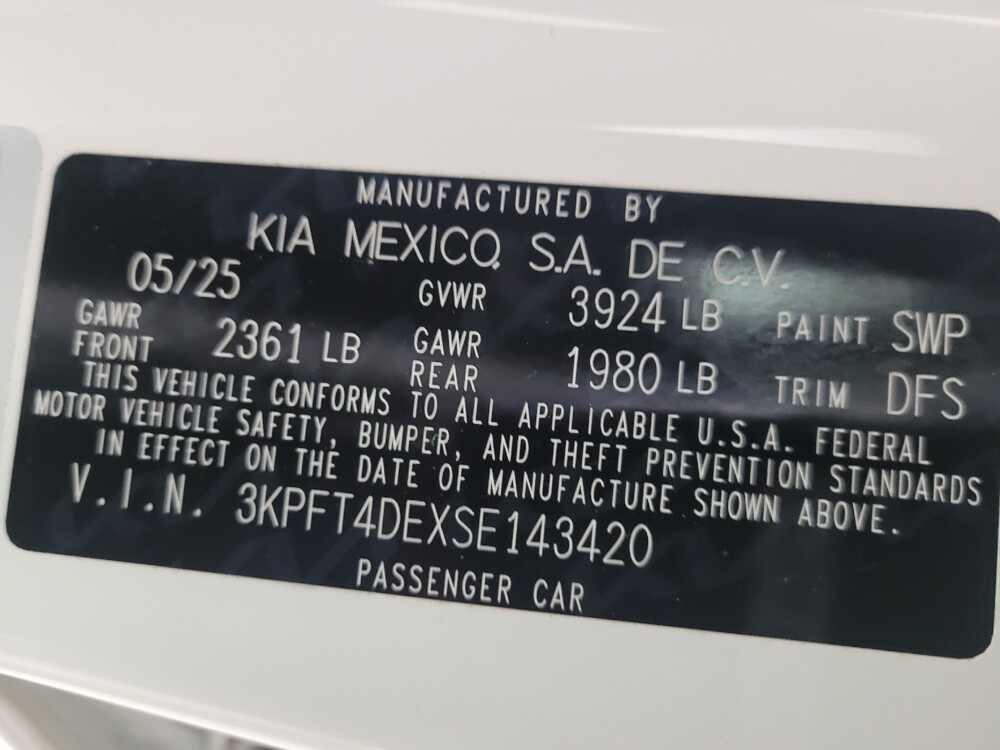 MANUFACTURED BY
KIA MEXICO, S.A. DE C.V.
05/25 GVWR 3924 LB PAINT SWP
GAWR FRONT 2361 LB GAWR REAR 1980 LB TRIM DFS
THIS VEHICLE CONFORMS TO ALL APPLICABLE U.S.A. FEDERAL
MOTOR VEHICLE SAFETY, BUMPER, AND THEFT PREVENTION STANDARDS
IN EFFECT ON THE DATE OF MANUFACTURE SHOWN ABOVE.
V.I.N. 3KPFT4DEXSE143420
PASSENGER CAR